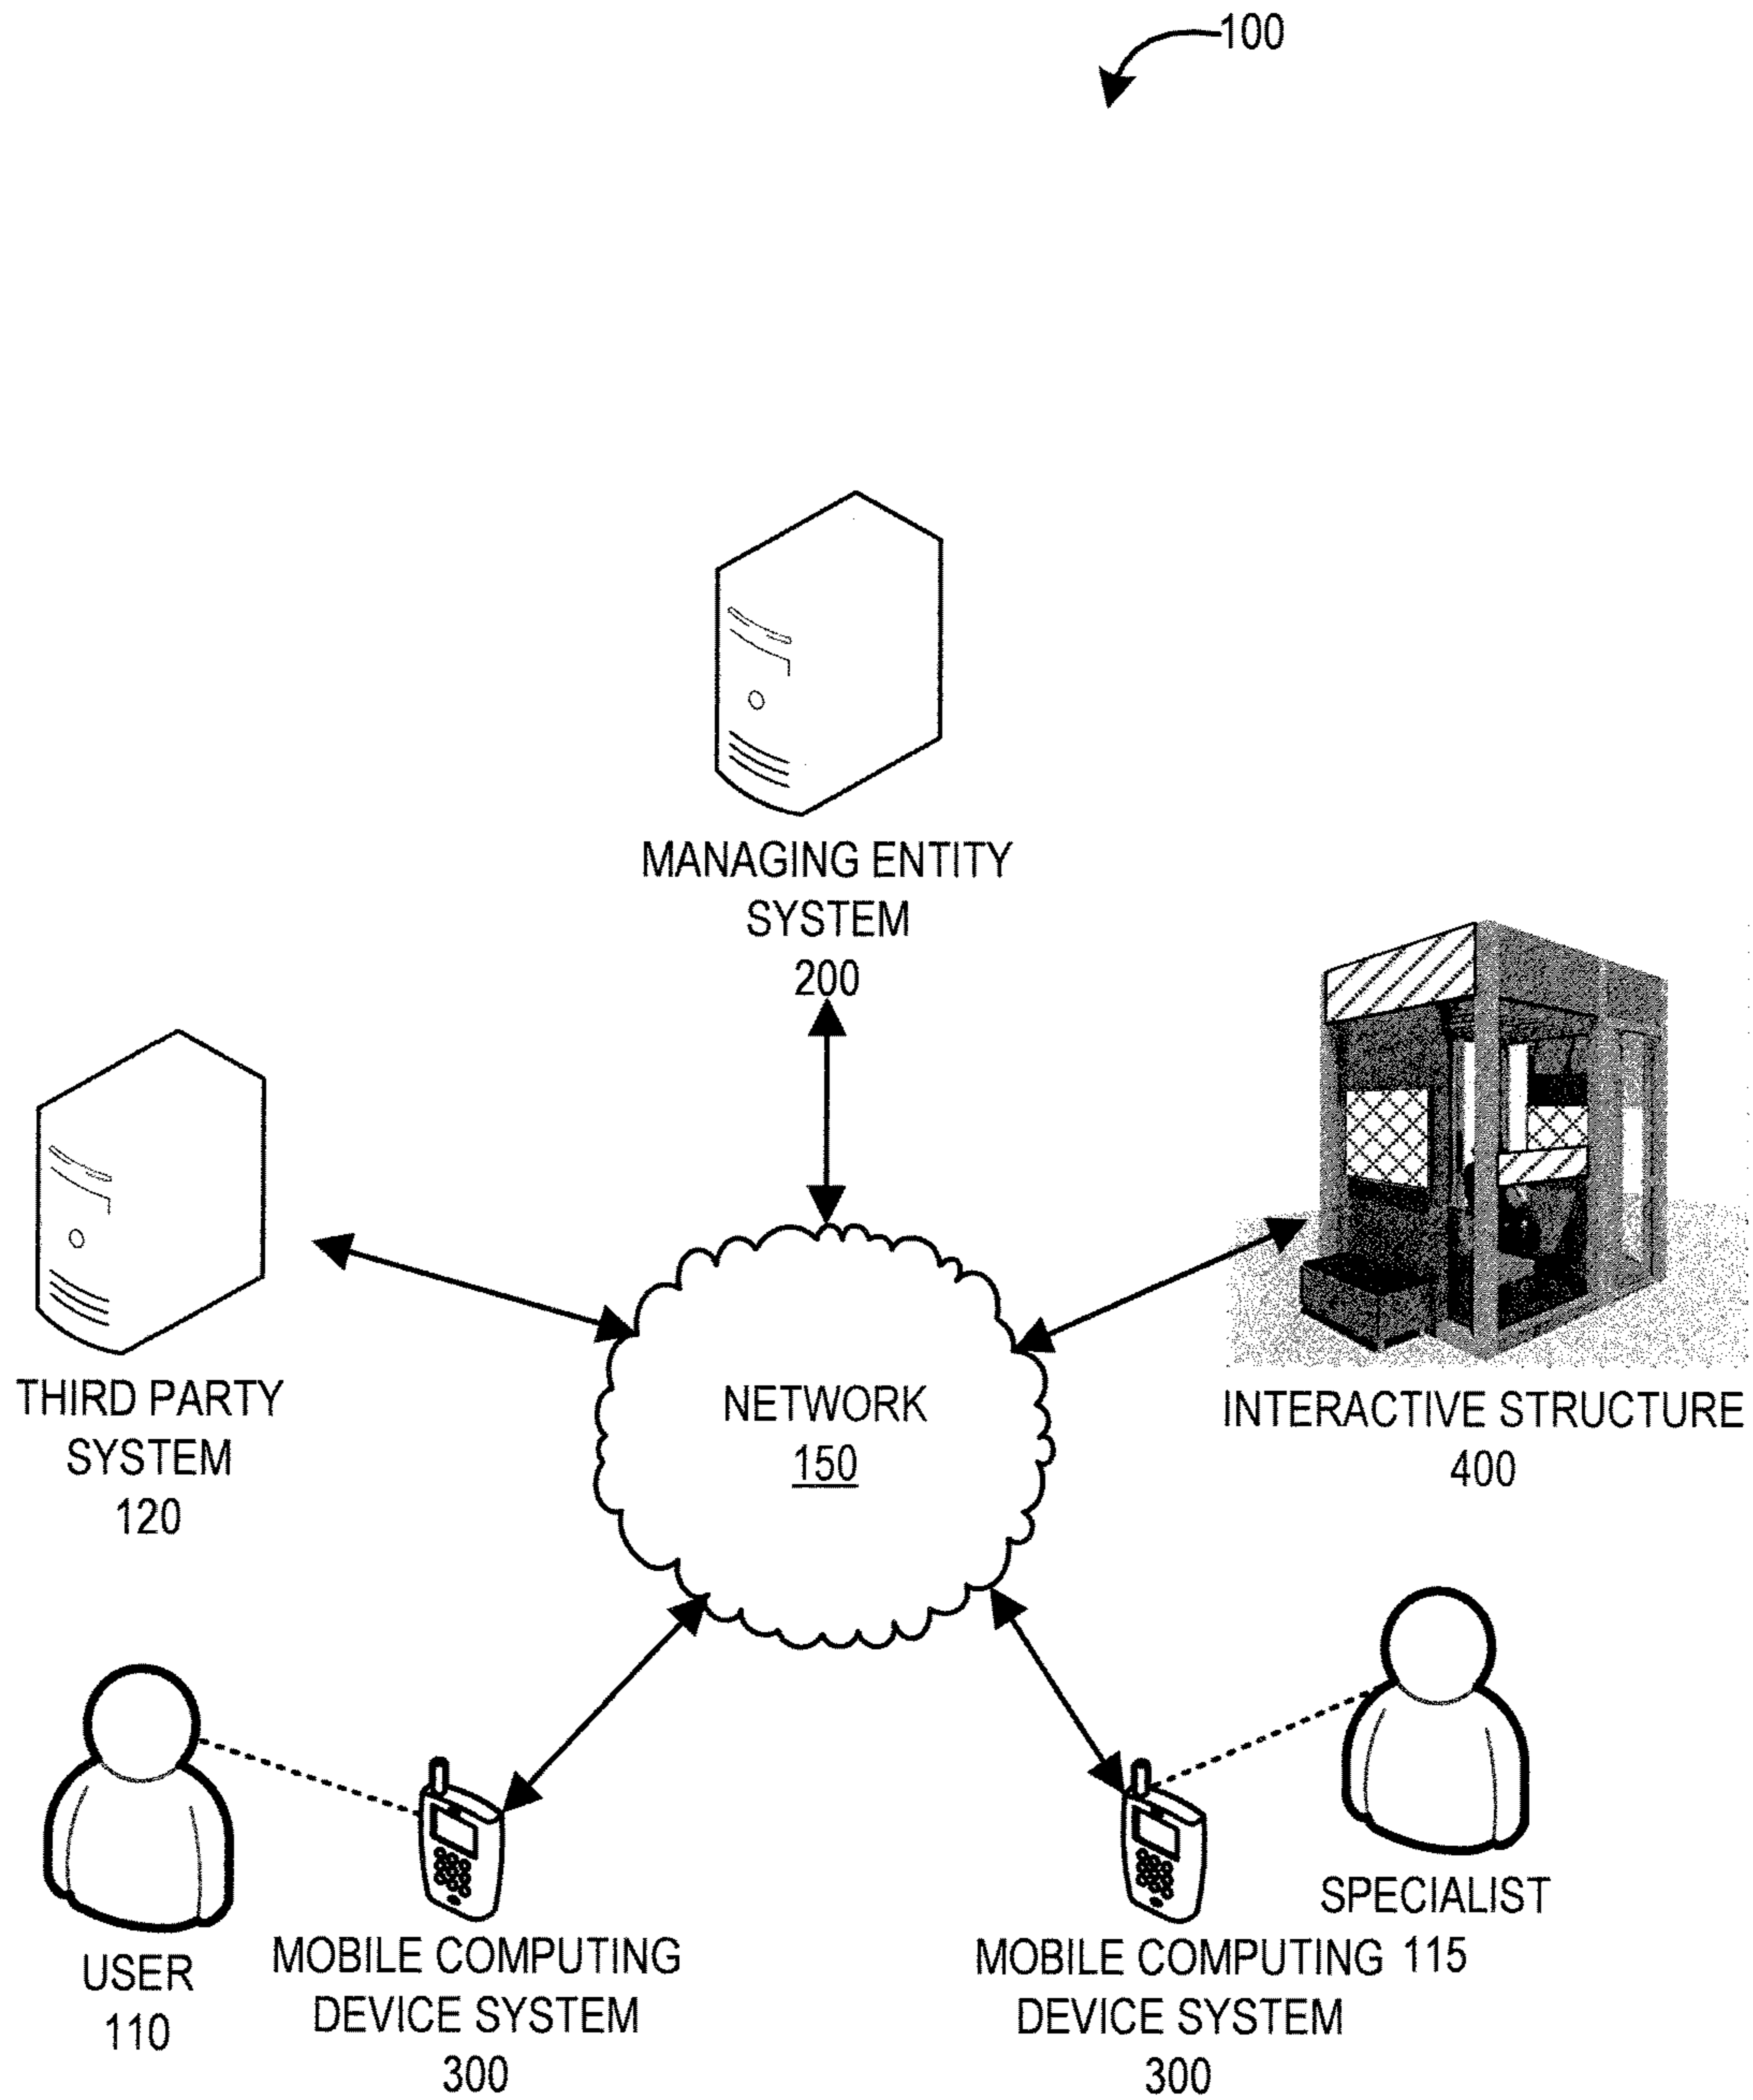 100
MANAGING ENTITY
SYSTEM
200
THIRD PARTY
SYSTEM
120
NETWORK
150
INTERACTIVE STRUCTURE
400
USER
110
MOBILE COMPUTING
DEVICE SYSTEM
300
MOBILE COMPUTING
DEVICE SYSTEM
300
SPECIALIST
115